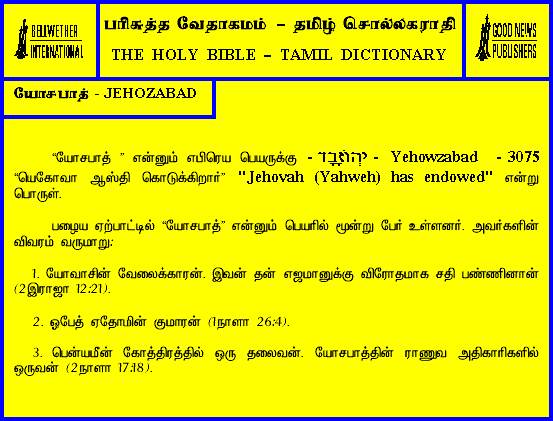 BELLWETHER
INTERNATIONAL
பரிசுத்த வேதாகமம் – தமிழ் சொல்லகராதி
THE HOLY BIBLE – TAMIL DICTIONARY
GOOD NEWS
PUBLISHERS
யோசபாத் - JEHOZABAD
“யோசபாத் ” என்னும் எபிரெய பெயருக்கு - יְהוֹזָבָד - Yehowzabad - 3075
“யெகோவா ஆஸ்தி கொடுக்கிறார்” "Jehovah (Yahweh) has endowed" என்று
பொருள்.
பழைய ஏற்பாட்டில் “யோசபாத்” என்னும் பெயரில் மூன்று பேர் உள்ளனர். அவர்களின்
விவரம் வருமாறு:
1. யோவாசின் வேலைக்காரன். இவன் தன் எஜமானுக்கு விரோதமாக சதி பண்ணினான்
(2இராஜா 12:21).
2. ஒபேத் ஏதோமின் குமாரன் (1நாளா 26:4).
3. பென்யமீன் கோத்திரத்தில் ஒரு தலைவன். யோசபாத்தின் ராணுவ அதிகாரிகளில்
ஒருவன் (2நாளா 17:18).